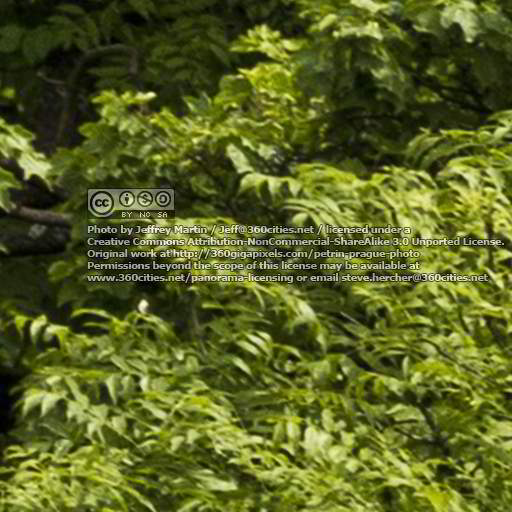 cc
BY NO SA
Photo by Jeffrey Martin / Jeff@360cities.net / licensed under a
Creative Commons Attribution-NonCommercial-ShareAlike 3.0 Unported License.
Original work at http://360gigapixels.com/petrin-prague-photo
Permissions beyond the scope of this license may be available at
www.360cities.net/panorama-licensing or email steve.hercher@360cities.net